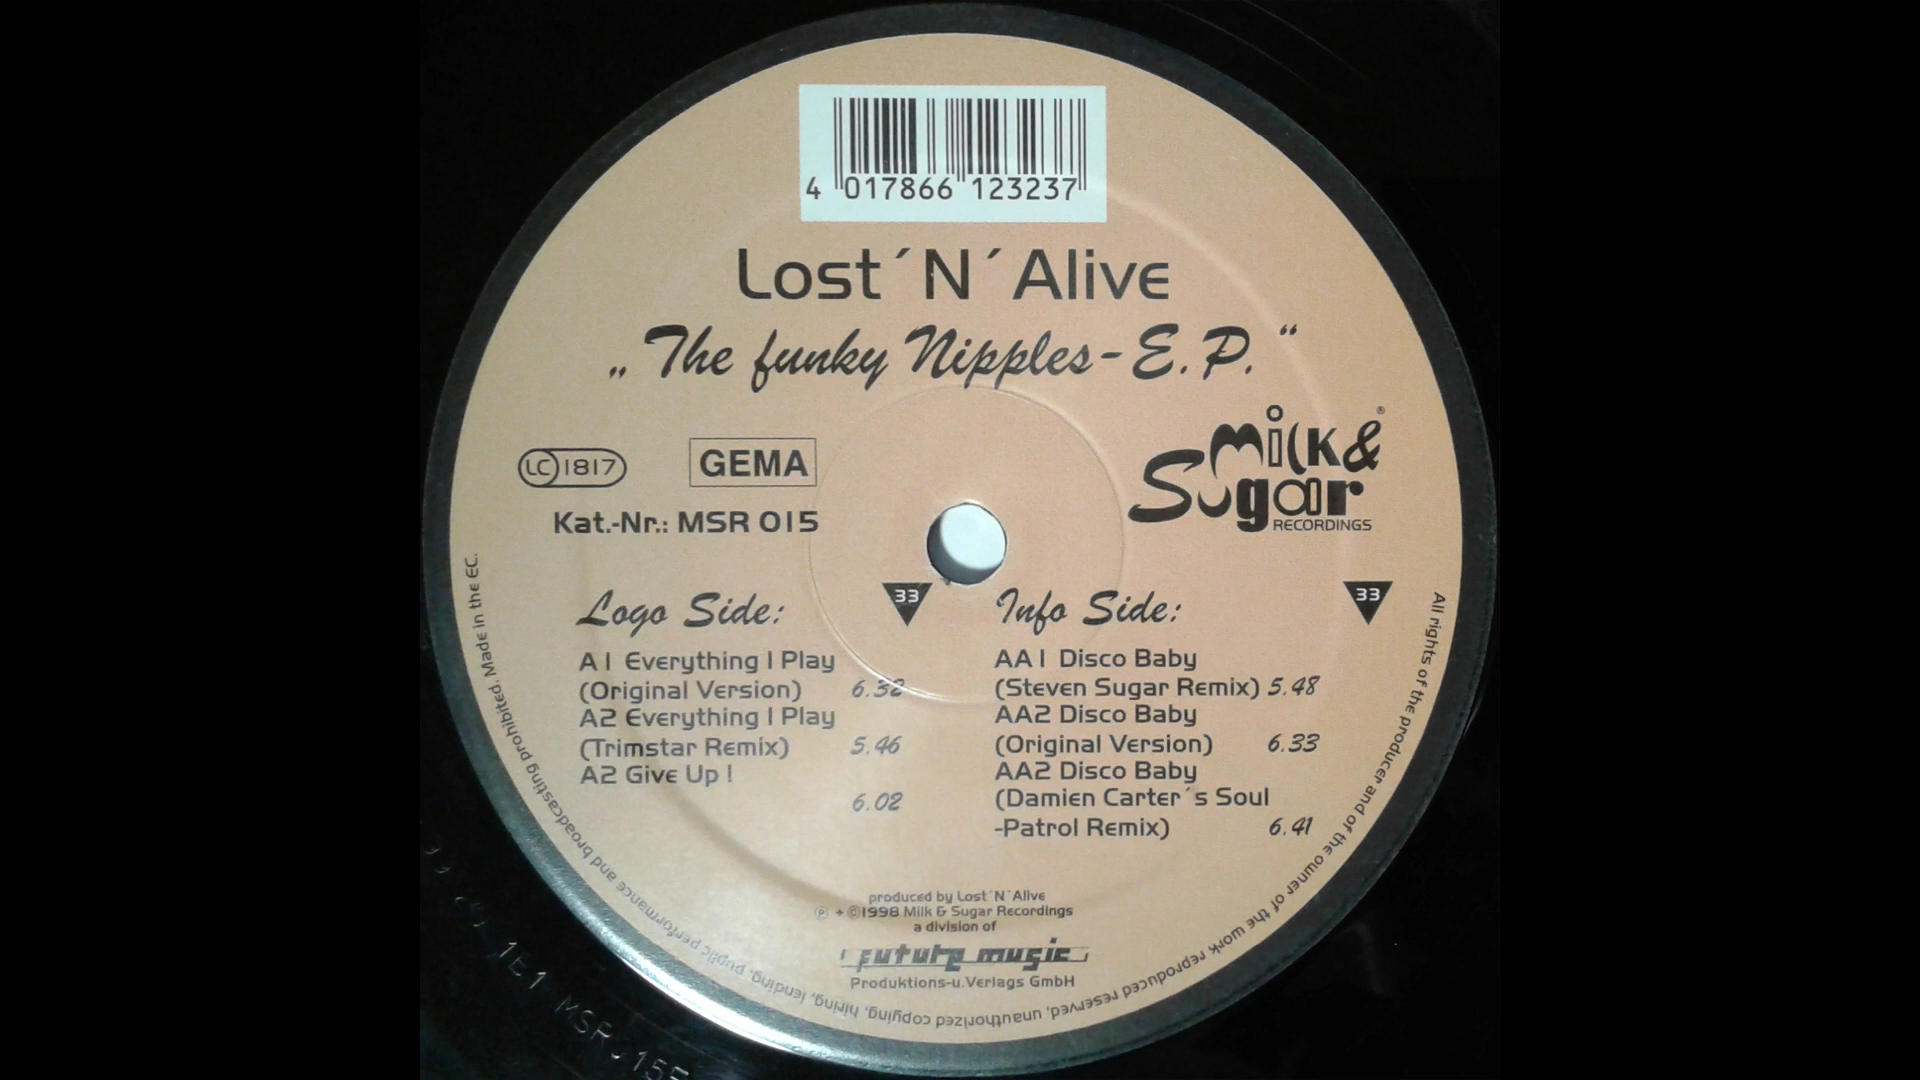 4 017866 123237
Lost´N´Alive
„The funky Nipples-E.P.“
LC 1817
GEMA
Milk &
Sugar ®
RECORDINGS
Kat.-Nr.: MSR 015
Logo Side:
33
A1 Everything I Play
(Original Version) 6.32
A2 Everything I Play
(Trimstar Remix) 5.46
A2 Give Up !
6.02
Info Side:
33
AA1 Disco Baby
(Steven Sugar Remix) 5.48
AA2 Disco Baby
(Original Version) 6.33
AA2 Disco Baby
(Damien Carter´s Soul
-Patrol Remix) 6.41
produced by Lost´N´Alive
℗ + ©1998 Milk & Sugar Recordings
a division of
future music
Produktions-u.Verlags GmbH
All rights of the producer and of the owner of the work reproduced reserved, unauthorized copying, hiring, lending, puplic performance and broadcasting prohibited. Made in the EC.
MSR